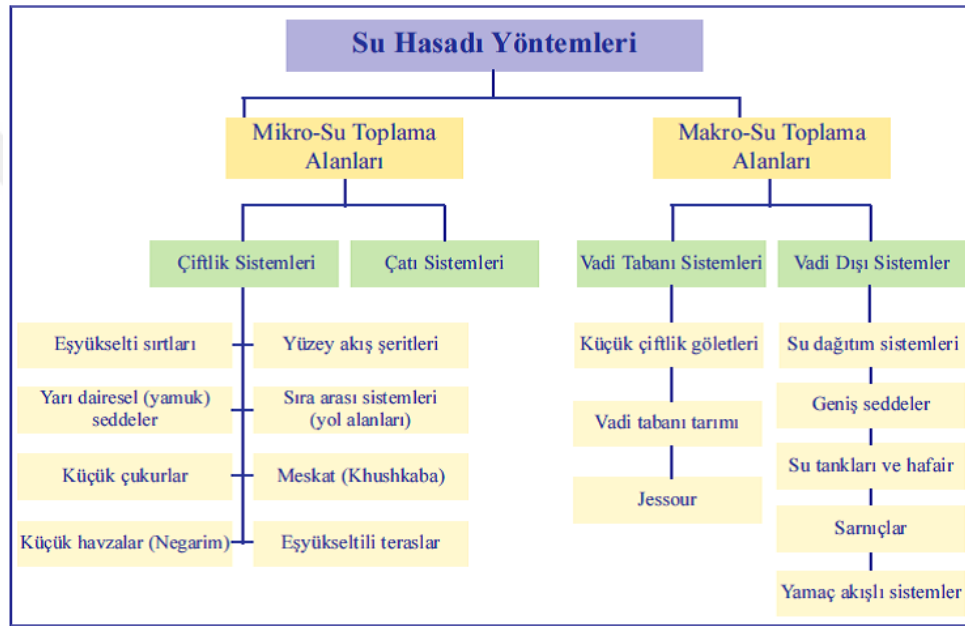 Su Hasadı Yöntemleri
Mikro-Su Toplama
Alanları
Makro-Su Toplama
Alanları
Çiftlik Sistemleri
Çatı Sistemleri
Vadi Tabanı Sistemleri
Vadi Dışı Sistemler
Eşyükselti sırtları
Yüzey akış şeritleri
Yarı dairesel (yamuk)
seddeler
Sıra arası sistemleri
(yol alanları)
Küçük çukurlar
Meskat (Khushkaba)
Küçük havzalar (Negarim)
Eşyükseltili teraslar
Küçük çiftlik göletleri
Vadi tabanı tarımı
Jessour
Su dağıtım sistemleri
Geniş seddeler
Su tankları ve hafair
Sarnıçlar
Yamaç akışlı sistemler